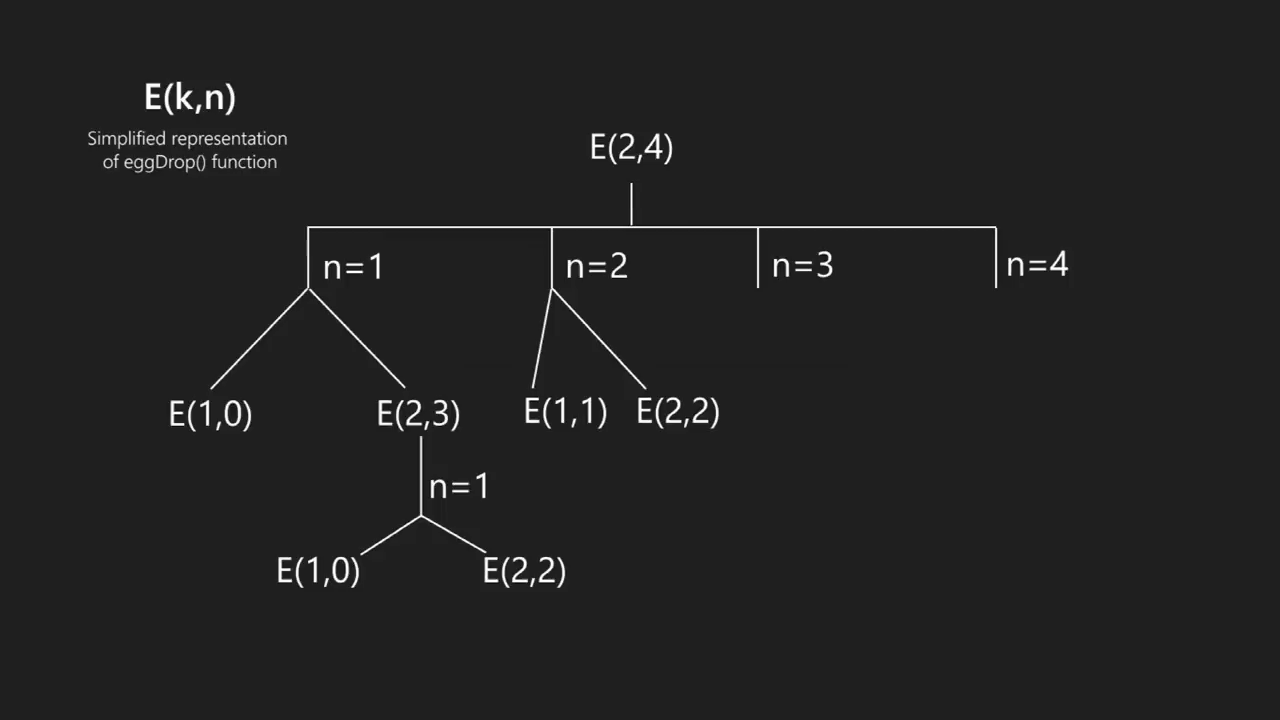 E(k,n)
Simplified representation
of eggDrop() function
E(2,4)
n=1
n=2
n=3
n=4
E(1,0)
E(2,3)
E(1,1)
E(2,2)
n=1
E(1,0)
E(2,2)